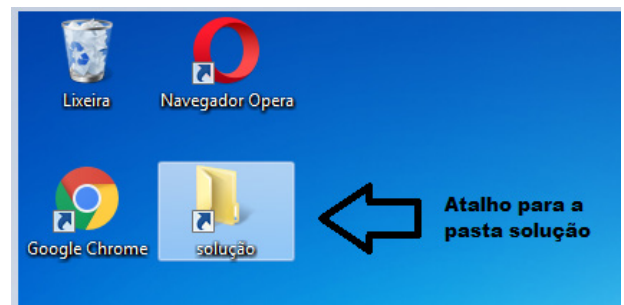 Lixeira
Navegador Opera
Google Chrome
solução
Atalho para a
pasta solução